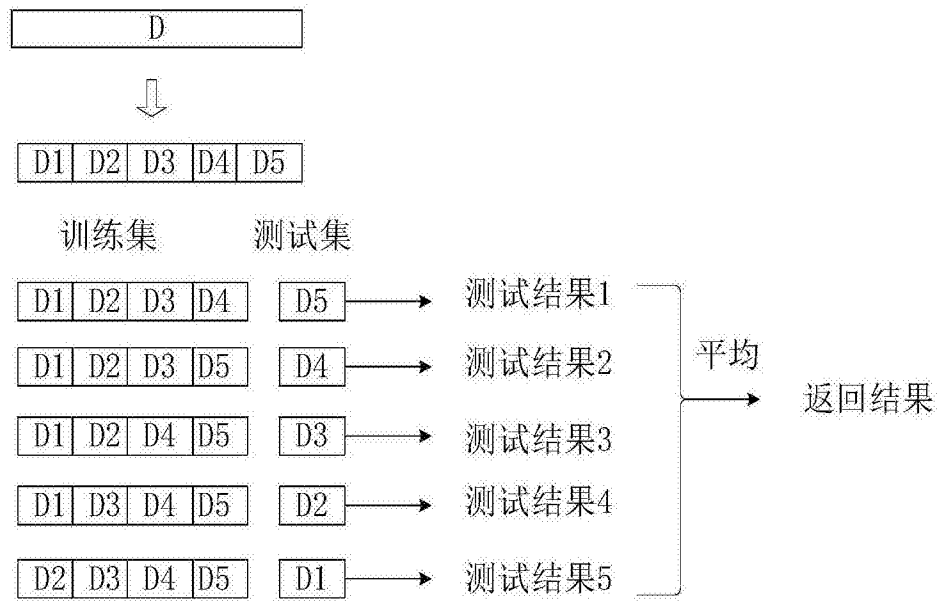 D
D1 D2 D3 D4 D5
训练集 测试集
D1 D2 D3 D4 D5 测试结果1
D1 D2 D3 D5 D4 测试结果2
平均
返回结果
D1 D2 D4 D5 D3 测试结果3
D1 D3 D4 D5 D2 测试结果4
D2 D3 D4 D5 D1 测试结果5